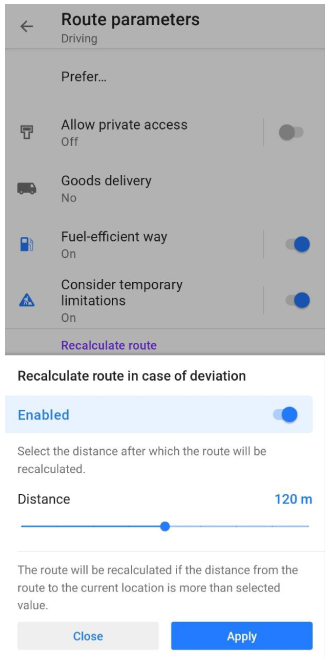 Route parameters
Driving
Prefer...
Allow private access
Off
Goods delivery
No
Fuel-efficient way
On
Consider temporary
limitations
On
Recalculate route
Recalculate route in case of deviation
Enabled
Select the distance after which the route will be
recalculated.
Distance
120 m
The route will be recalculated if the distance from the
route to the current location is more than selected
value.
Close
Apply